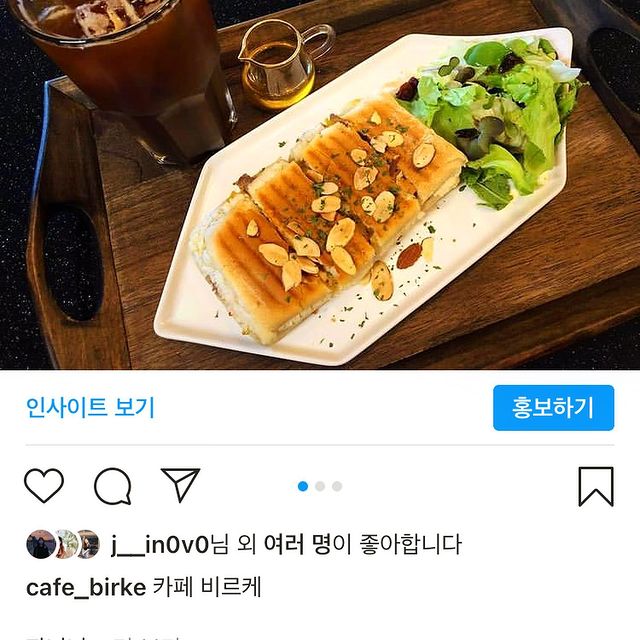 인사이트 보기
홍보하기
j__in0v0님 외 여러 명이 좋아합니다
cafe_birke 카페 비르케